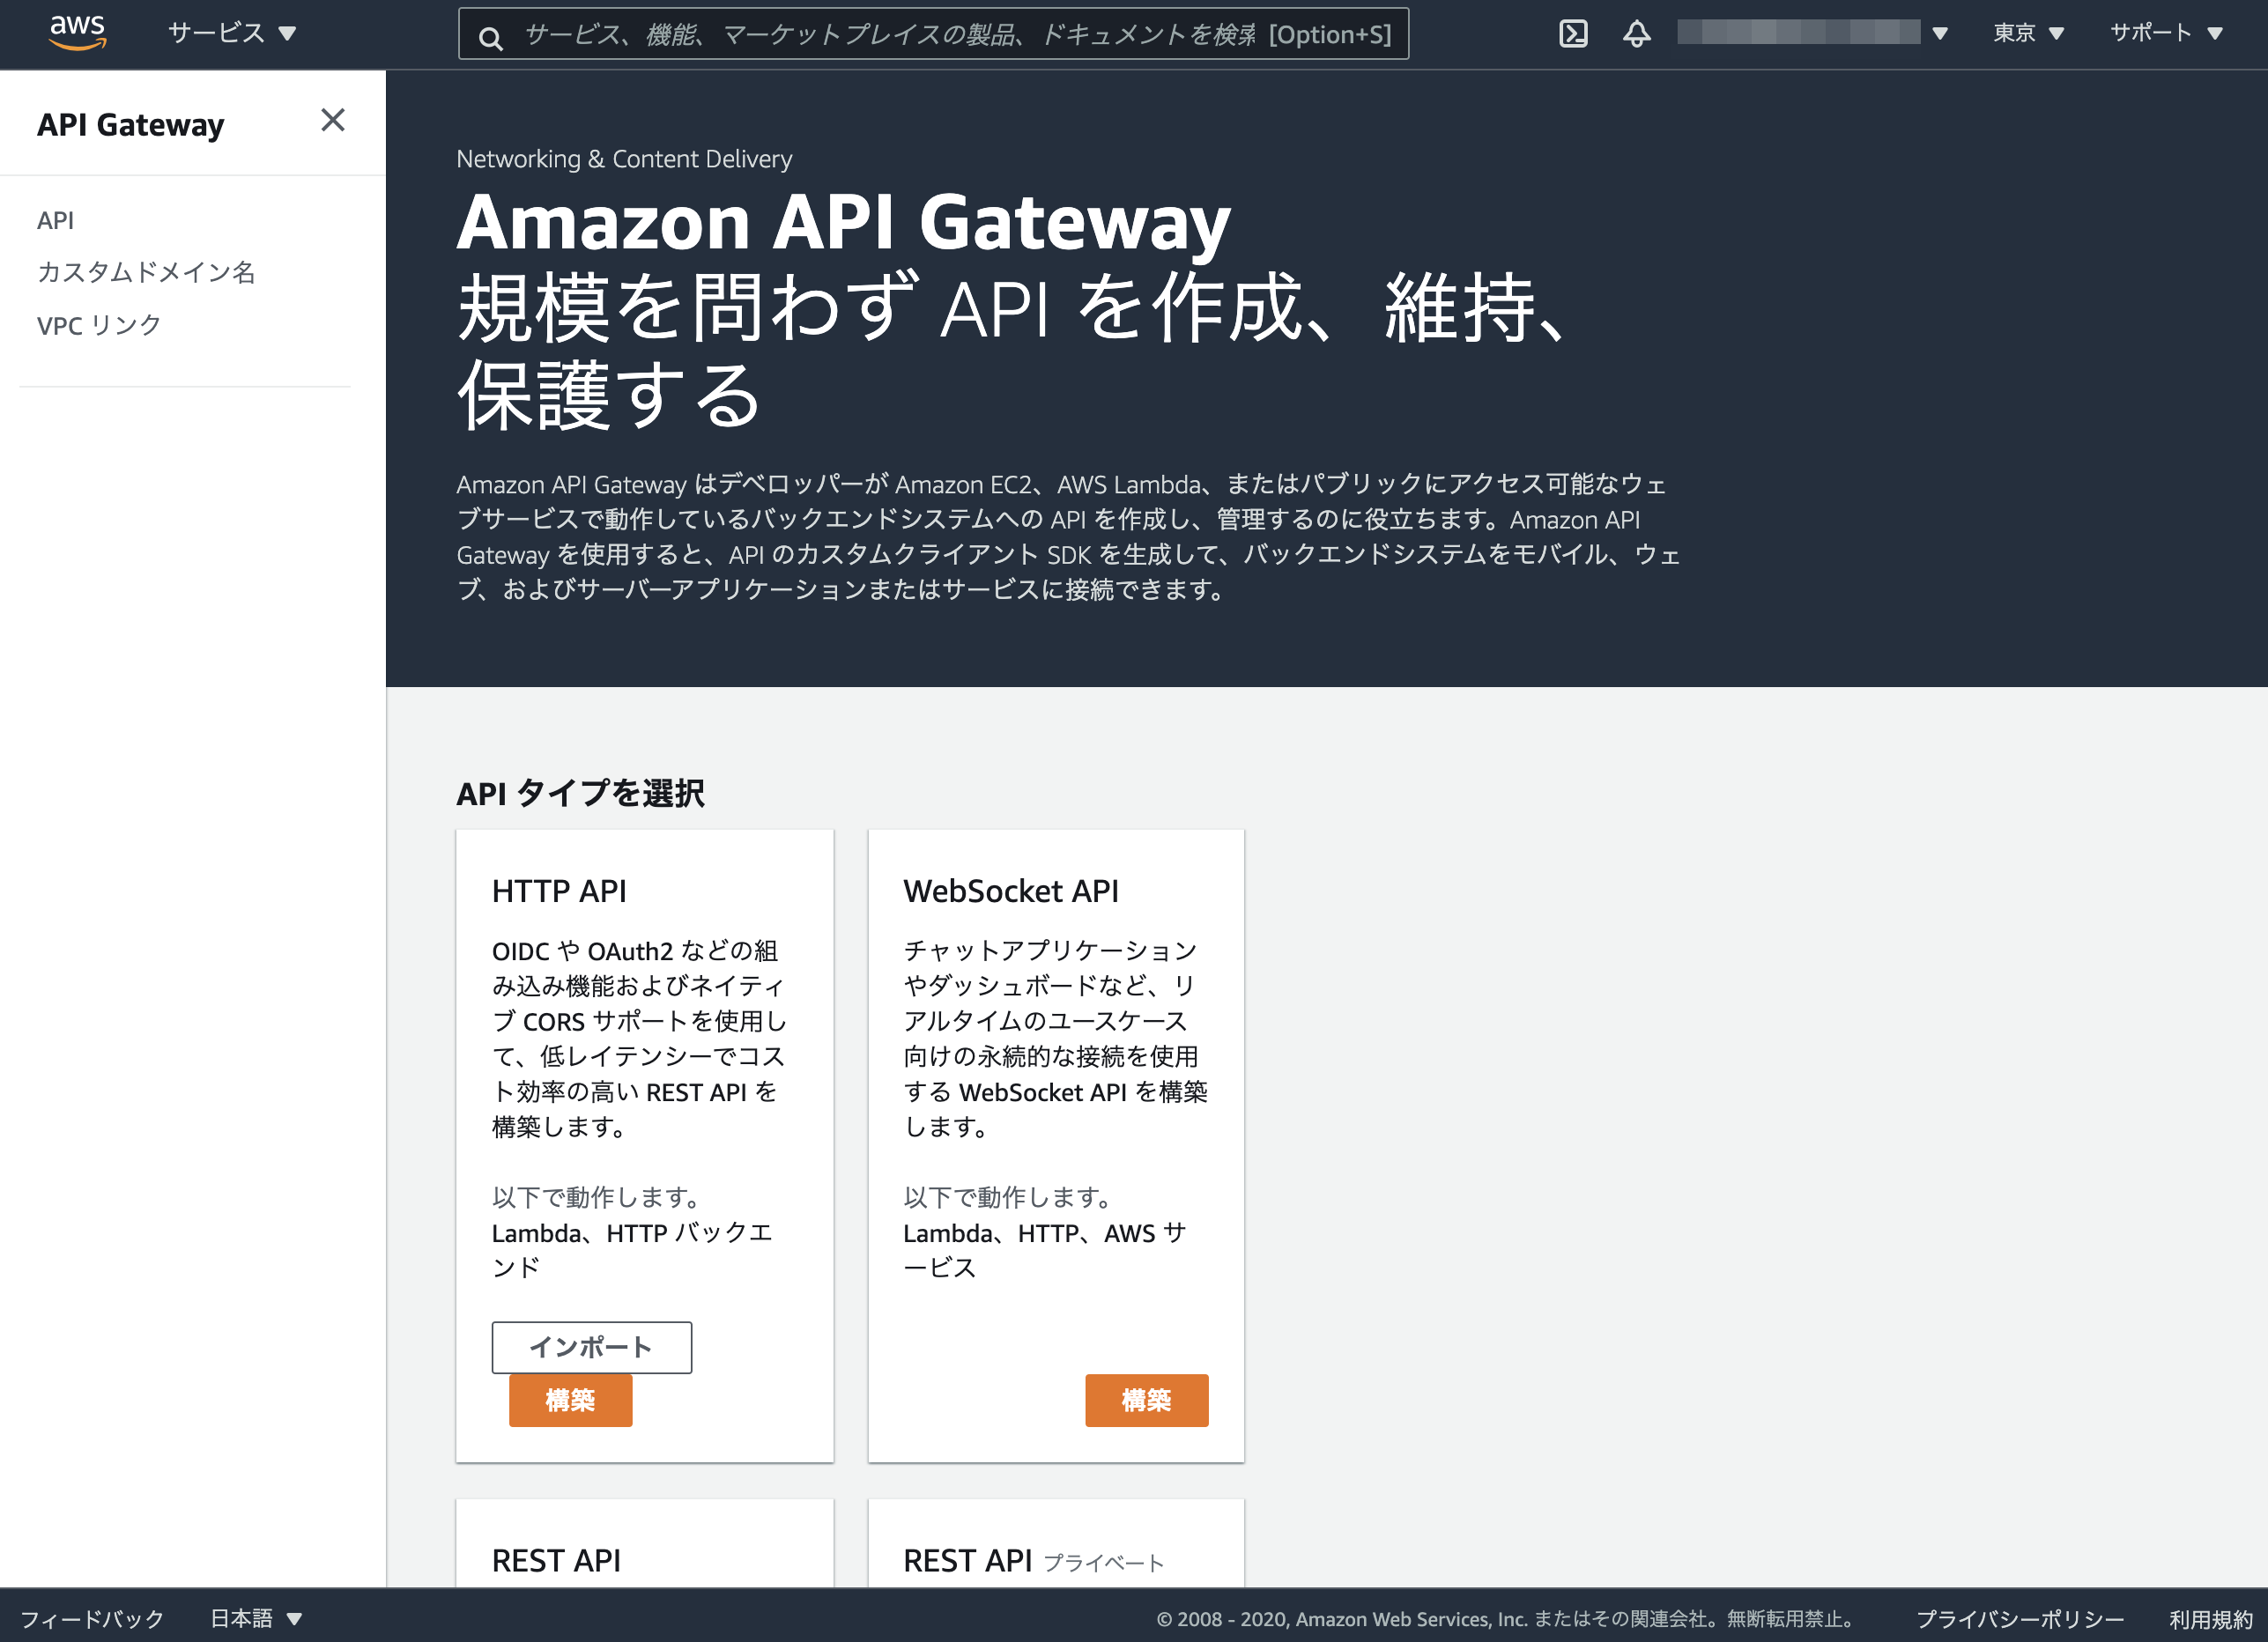 aws
サービス
サービス、機能、マーケットプレイスの製品、ドキュメントを検索 [Option+S]
東京
サポート
API Gateway
API
カスタムドメイン名
VPC リンク
Networking & Content Delivery
Amazon API Gateway
規模を問わず API を作成、維持、
保護する
Amazon API Gateway はデベロッパーが Amazon EC2、AWS Lambda、またはパブリックにアクセス可能なウェ
ブサービスで動作しているバックエンドシステムへの API を作成し、管理するのに役立ちます。Amazon API
Gateway を使用すると、API のカスタムクライアント SDK を生成して、バックエンドシステムをモバイル、ウェ
ブ、およびサーバーアプリケーションまたはサービスに接続できます。
API タイプを選択
HTTP API
OIDC や OAuth2 などの組
み込み機能およびネイティ
ブ CORS サポートを使用し
て、低レイテンシーでコス
ト効率の高い REST API を
構築します。
以下で動作します。
Lambda、HTTP バックエ
ンド
インポート
構築
WebSocket API
チャットアプリケーション
やダッシュボードなど、リ
アルタイムのユースケース
向けの永続的な接続を使用
する WebSocket API を構築
します。
以下で動作します。
Lambda、HTTP、AWS サ
ービス
構築
REST API
REST API プライベート
フィードバック
日本語
© 2008 - 2020, Amazon Web Services, Inc. またはその関連会社。無断転用禁止。
プライバシーポリシー
利用規約